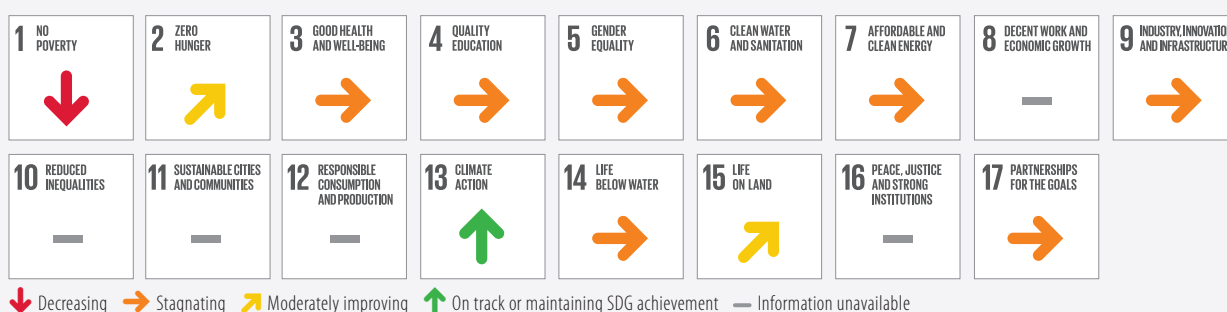 1 NO
POVERTY
2 ZERO
HUNGER
3 GOOD HEALTH
AND WELL-BEING
4 QUALITY
EDUCATION
5 GENDER
EQUALITY
6 CLEAN WATER
AND SANITATION
7 AFFORDABLE AND
CLEAN ENERGY
8 DECENT WORK AND
ECONOMIC GROWTH
9 INDUSTRY, INNOVATION
AND INFRASTRUCTUR
10 REDUCED
INEQUALITIES
11 SUSTAINABLE CITIES
AND COMMUNITIES
12 RESPONSIBLE
CONSUMPTION
AND PRODUCTION
13 CLIMATE
ACTION
14 LIFE
BELOW WATER
15 LIFE
ON LAND
16 PEACE, JUSTICE
AND STRONG
INSTITUTIONS
17 PARTNERSHIPS
FOR THE GOALS
Decreasing Stagnating Moderately improving On track or maintaining SDG achievement Information unavailable